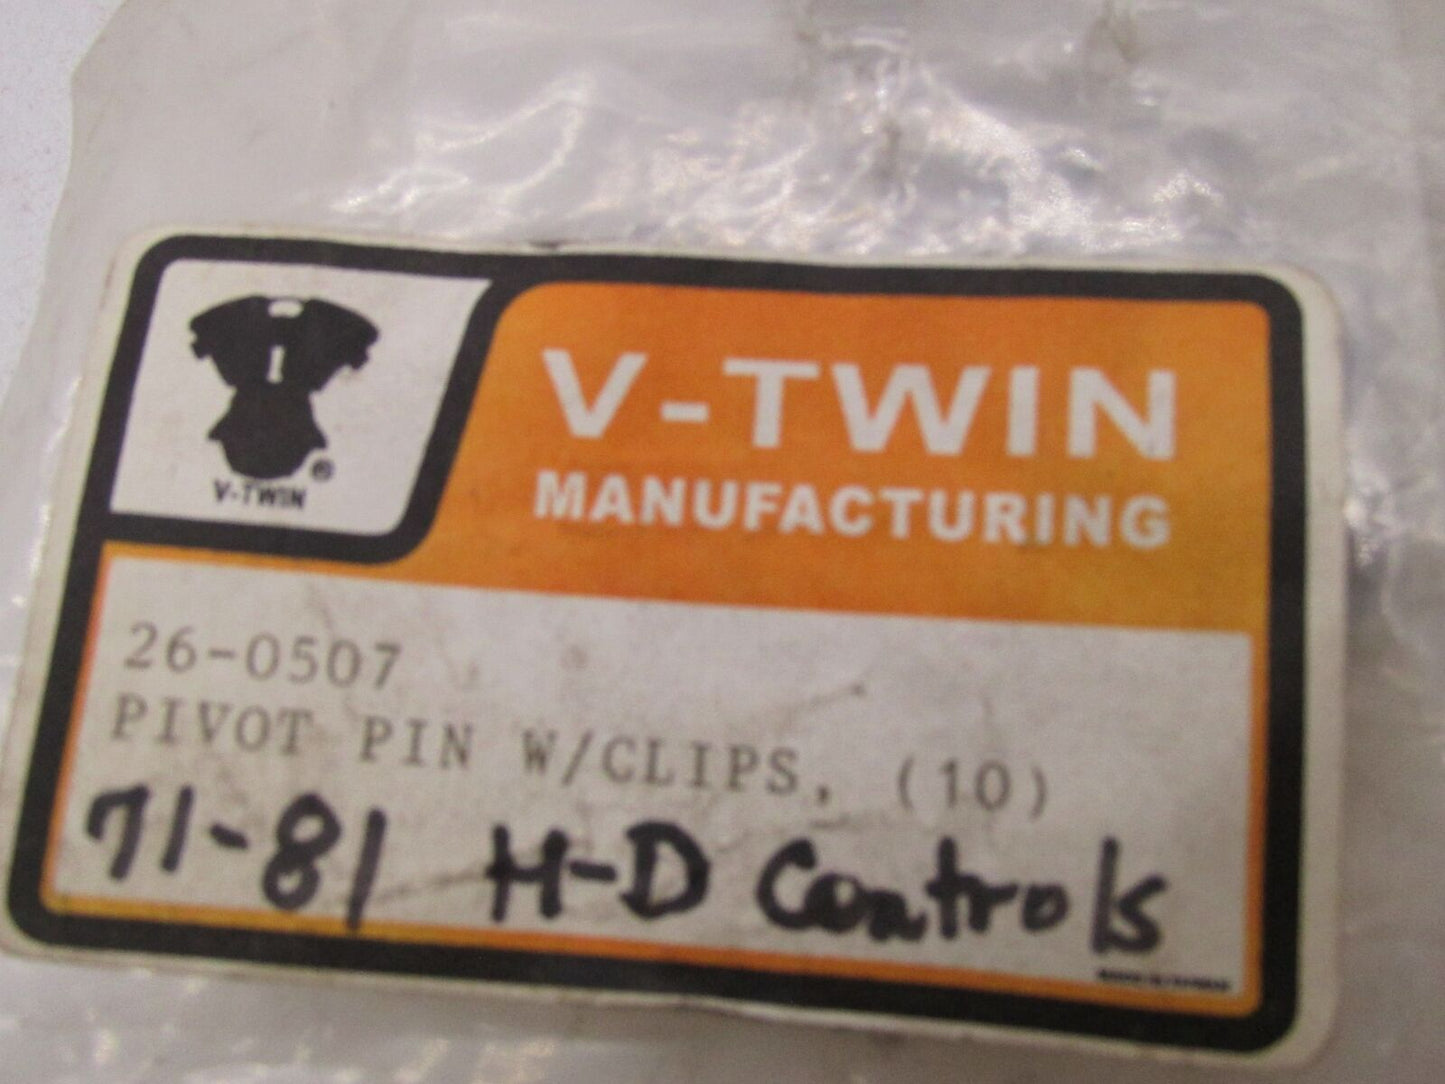 V-TWIN
MANUFACTURING
®
V-TWIN
26-0507
PIVOT PIN W/CLIPS, (10)
71-81 H-D Controls